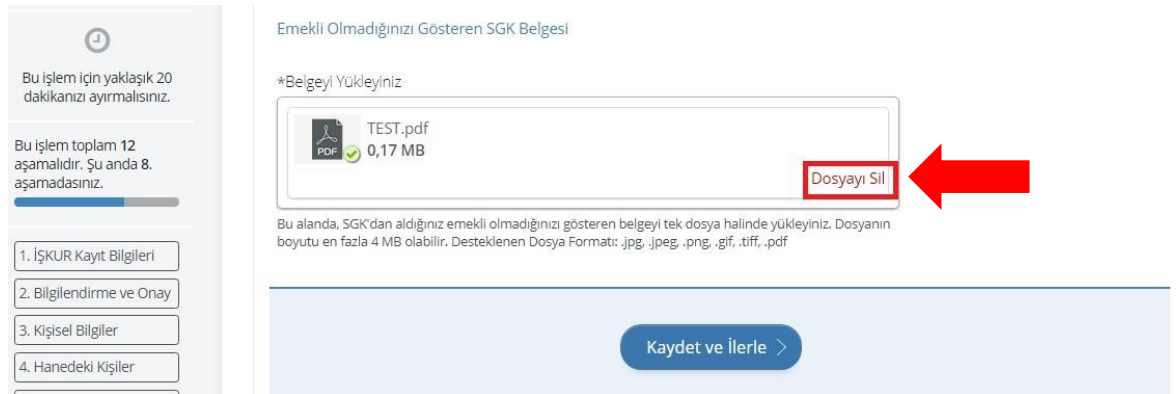 Bu işlem için yaklaşık 20
dakikanızı ayırmalısınız.
Bu işlem toplam 12
aşamalıdır. Şu anda 8.
aşamadasınız.
1. İŞKUR Kayıt Bilgileri
2. Bilgilendirme ve Onay
3. Kişisel Bilgiler
4. Hanedeki Kişiler
Emekli Olmadığınızı Gösteren SGK Belgesi
*Belgeyi Yükleyiniz
PDF
TEST.pdf
0,17 MB
Dosyayı Sil
Bu alanda, SGK'dan aldığınız emekli olmadığınızı gösteren belgeyi tek dosya halinde yükleyiniz. Dosyanın
boyutu en fazla 4 MB olabilir. Desteklenen Dosya Formatı: .jpg, .jpeg, .png, .gif, .tiff, .pdf
Kaydet ve İlerle